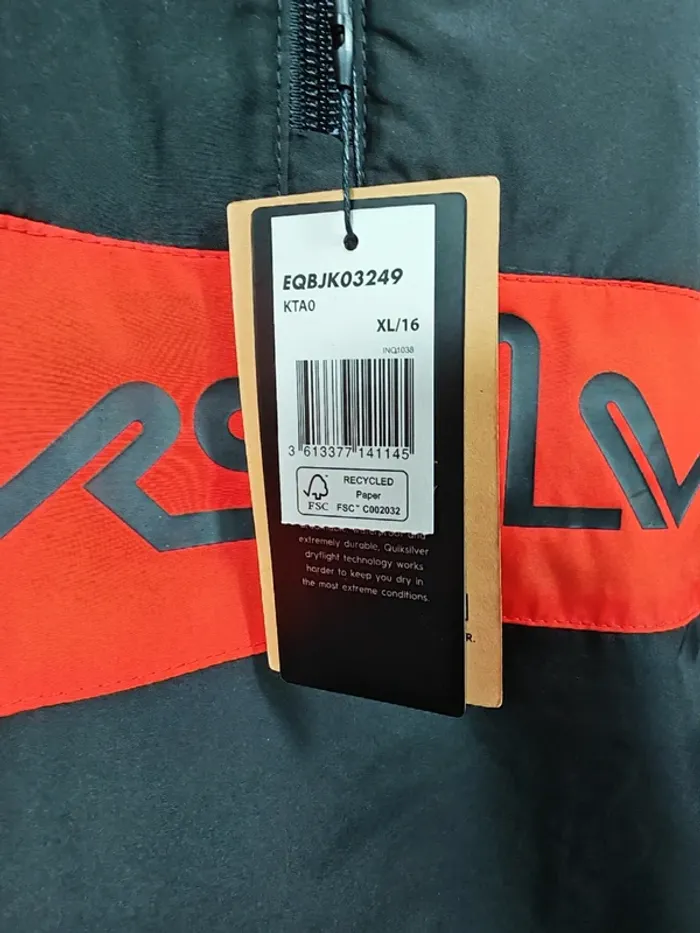 EQBJK03249
KTA0
XL/16
INQ1038
3 613377 141145
RECYCLED
Paper
FSC™ C002032
FSC
and
extremely durable, Quiksilver
dryflight technology works
harder to keep you dry in
the most extreme conditions.
R.